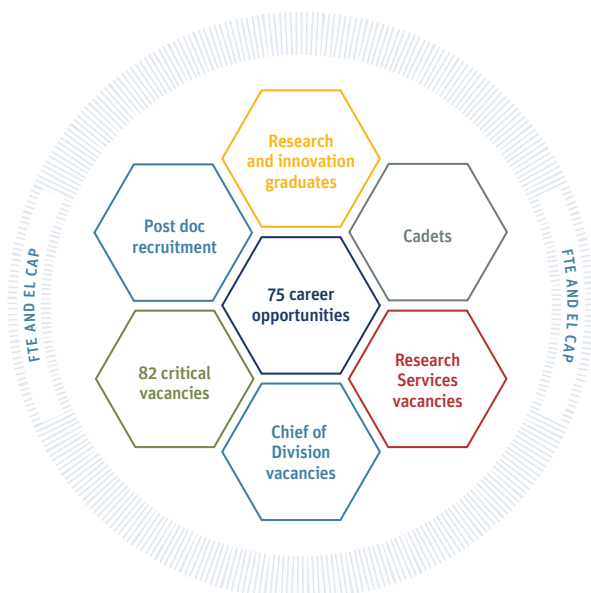 Research
and innovation
graduates
Post doc
recruitment
Cadets
FTE AND EL CAP
75 career
opportunities
FTE AND EL CAP
82 critical
vacancies
Research
Services
vacancies
Chief of
Division
vacancies